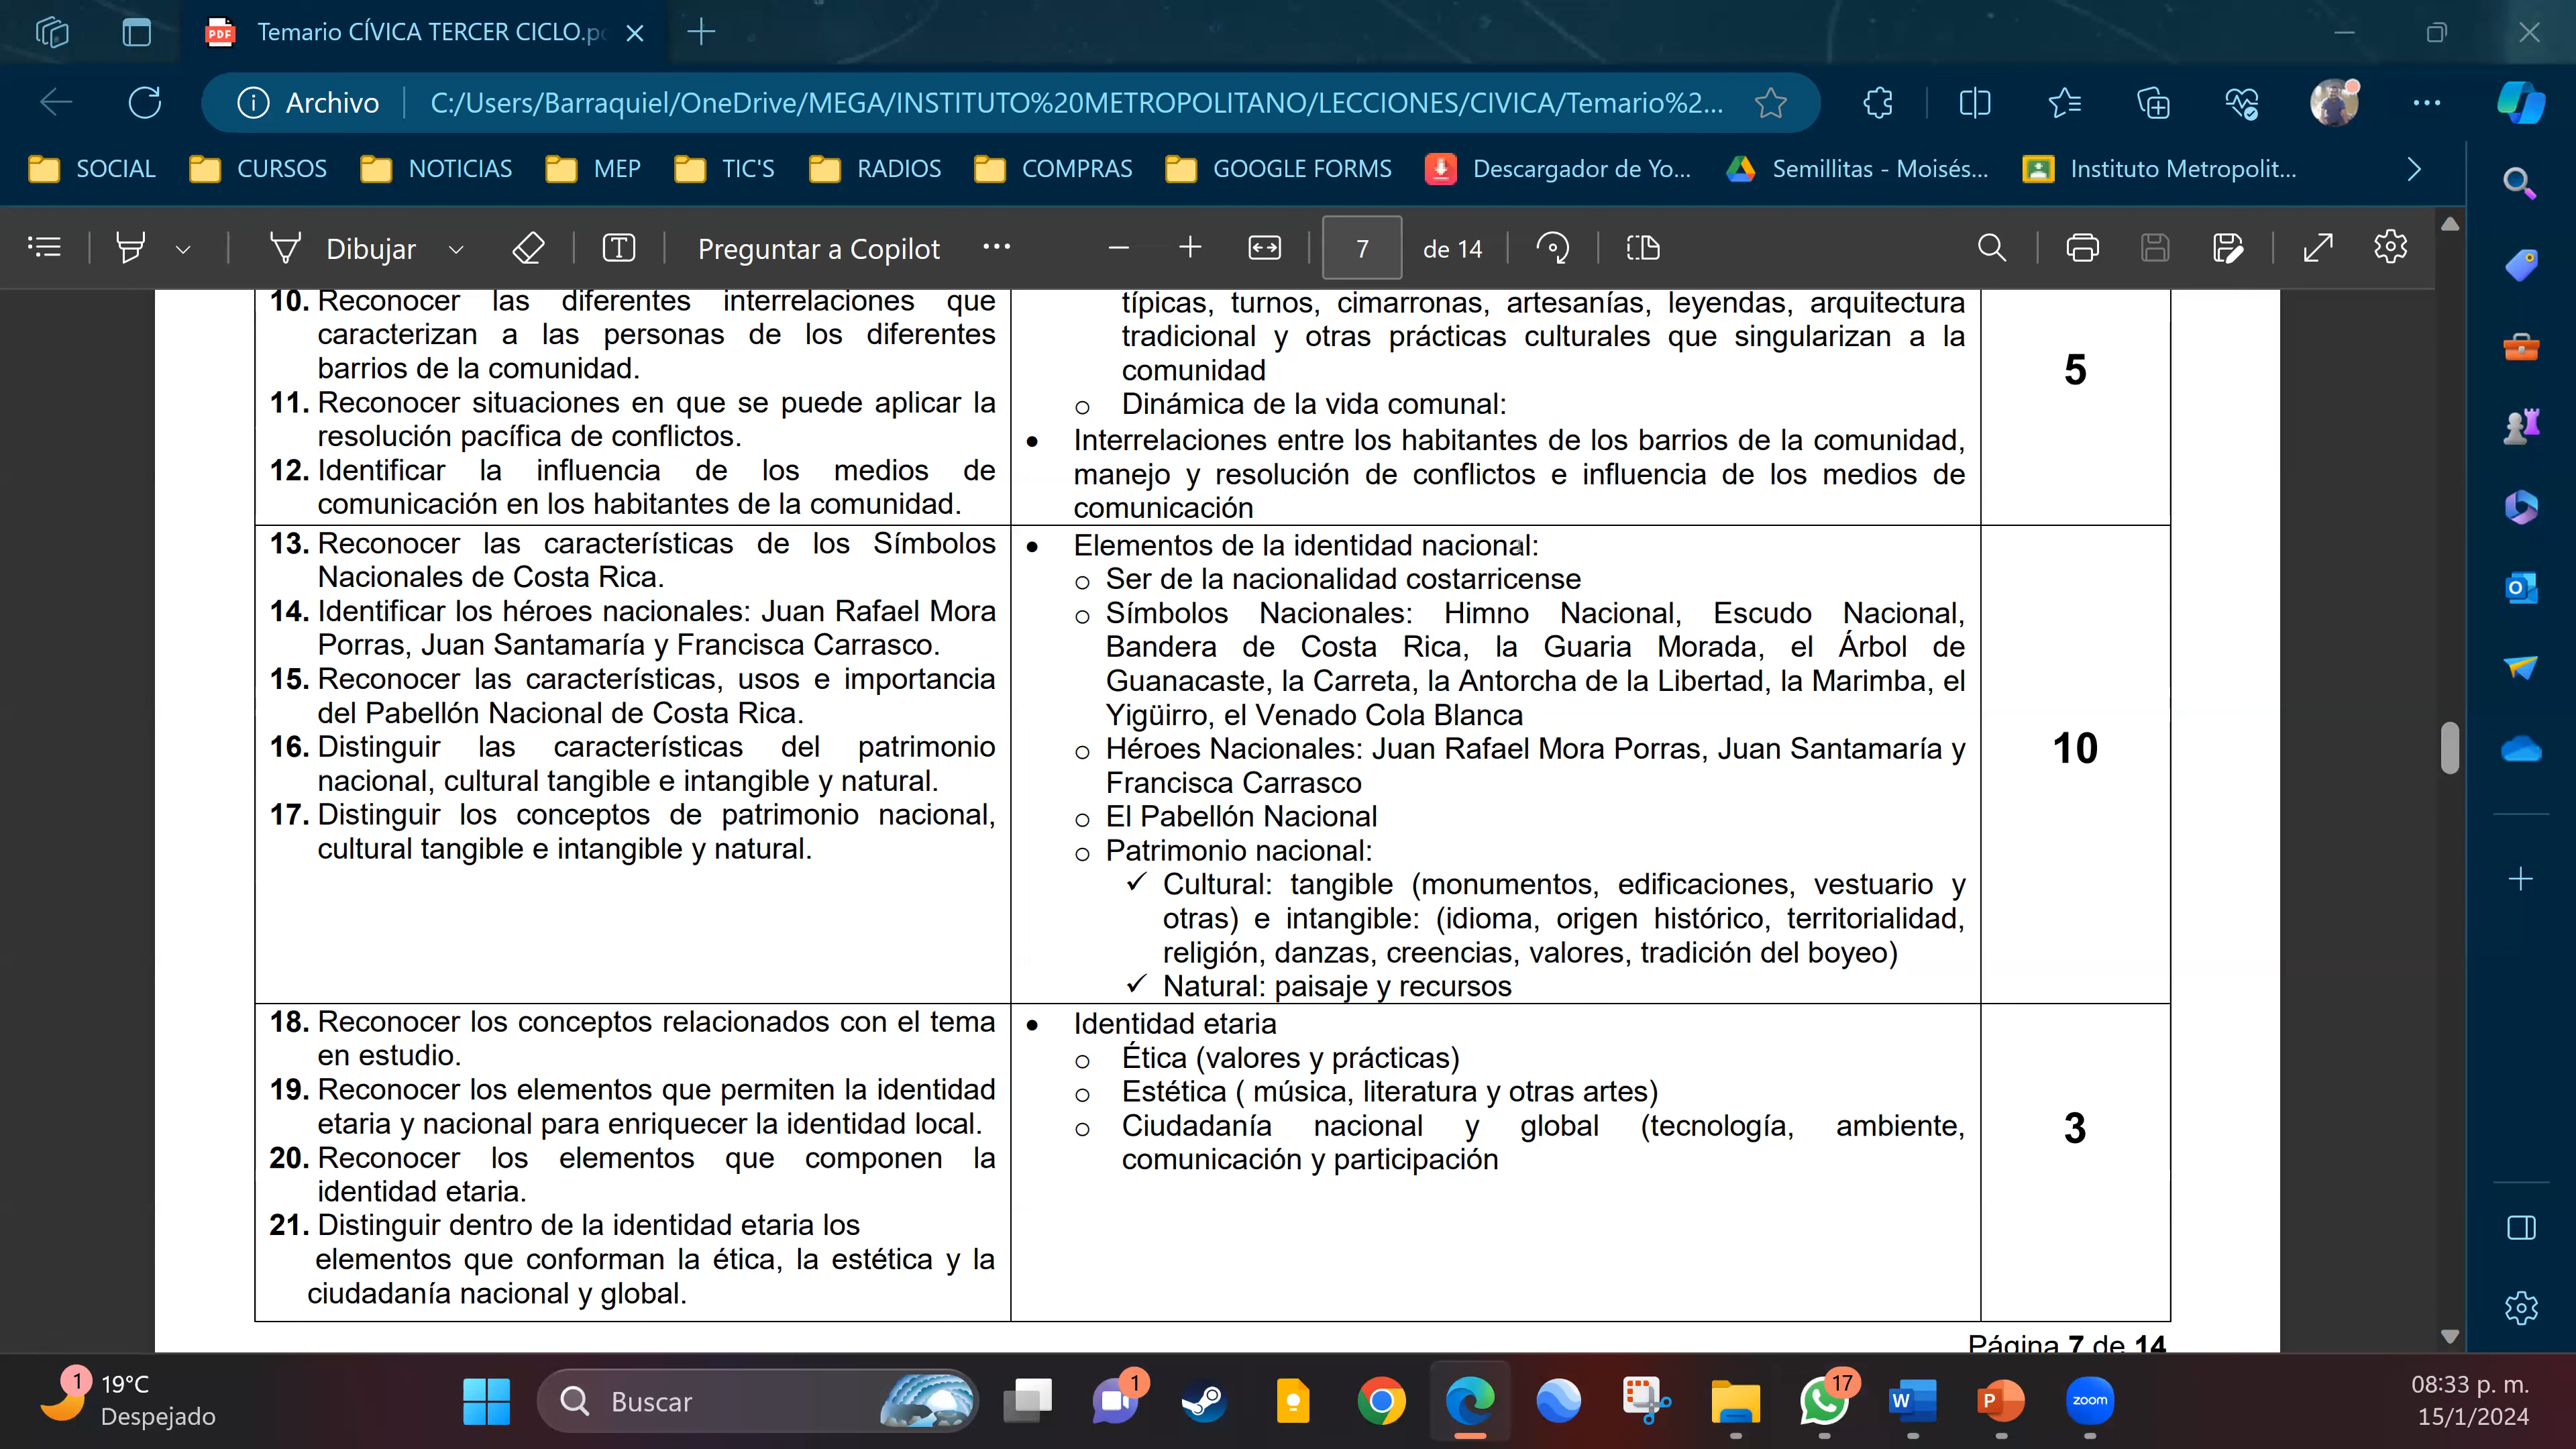 Temario CÍVICA TERCER CICLO.p
Archivo
C:/Users/Barraquiel/OneDrive/MEGA/INSTITUTO%20METROPOLITANO/LECCIONES/CIVICA/Temario%2...
SOCIAL CURSOS NOTICIAS MEP TIC'S RADIOS COMPRAS GOOGLE FORMS Descargador de Yo... Semillitas - Moisés... Instituto Metropolit...
Dibujar Preguntar a Copilot ... 7 de 14
10. Reconocer las diferentes interrelaciones que
caracterizan a las personas de los diferentes
barrios de la comunidad.
11. Reconocer situaciones en que se puede aplicar la
resolución pacífica de conflictos.
12. Identificar la influencia de los medios de
comunicación en los habitantes de la comunidad.
típicas, turnos, cimarronas, artesanías, leyendas, arquitectura
tradicional y otras prácticas culturales que singularizan a la
comunidad
o Dinámica de la vida comunal:
• Interrelaciones entre los habitantes de los barrios de la comunidad,
manejo y resolución de conflictos e influencia de los medios de
comunicación
5
13. Reconocer las características de los Símbolos
Nacionales de Costa Rica.
14. Identificar los héroes nacionales: Juan Rafael Mora
Porras, Juan Santamaría y Francisca Carrasco.
15. Reconocer las características, usos e importancia
del Pabellón Nacional de Costa Rica.
16. Distinguir las características del patrimonio
nacional, cultural tangible e intangible y natural.
17. Distinguir los conceptos de patrimonio nacional,
cultural tangible e intangible y natural.
• Elementos de la identidad nacional:
o Ser de la nacionalidad costarricense
o Símbolos Nacionales: Himno Nacional, Escudo Nacional,
Bandera de Costa Rica, la Guaria Morada, el Árbol de
Guanacaste, la Carreta, la Antorcha de la Libertad, la Marimba, el
Yigüirro, el Venado Cola Blanca
o Héroes Nacionales: Juan Rafael Mora Porras, Juan Santamaría y
Francisca Carrasco
o El Pabellón Nacional
o Patrimonio nacional:
✓ Cultural: tangible (monumentos, edificaciones, vestuario y
otras) e intangible: (idioma, origen histórico, territorialidad,
religión, danzas, creencias, valores, tradición del boyeo)
✓ Natural: paisaje y recursos
10
18. Reconocer los conceptos relacionados con el tema
en estudio.
19. Reconocer los elementos que permiten la identidad
etaria y nacional para enriquecer la identidad local.
20. Reconocer los elementos que componen la
identidad etaria.
21. Distinguir dentro de la identidad etaria los
elementos que conforman la ética, la estética y la
ciudadanía nacional y global.
• Identidad etaria
o Ética (valores y prácticas)
o Estética ( música, literatura y otras artes)
o Ciudadanía nacional y global (tecnología, ambiente,
comunicación y participación
3
Página 7 de 14
1 19°C
Despejado
Buscar
1
17
zoom
08:33 p. m.
15/1/2024